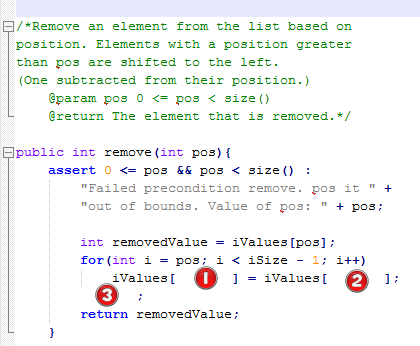 /*Remove an element from the list based on
position. Elements with a position greater
than pos are shifted to the left.
(One subtracted from their position.)
@param pos 0 <= pos < size()
@return The element that is removed.*/
public int remove(int pos){
assert 0 <= pos && pos < size() :
"Failed precondition remove. pos it " +
"out of bounds. Value of pos: " + pos;
int removedValue = iValues[pos];
for(int i = pos; i < iSize - 1; i++)
iValues[ 1 ] = iValues[ 2 ];
3 ;
return removedValue;
}